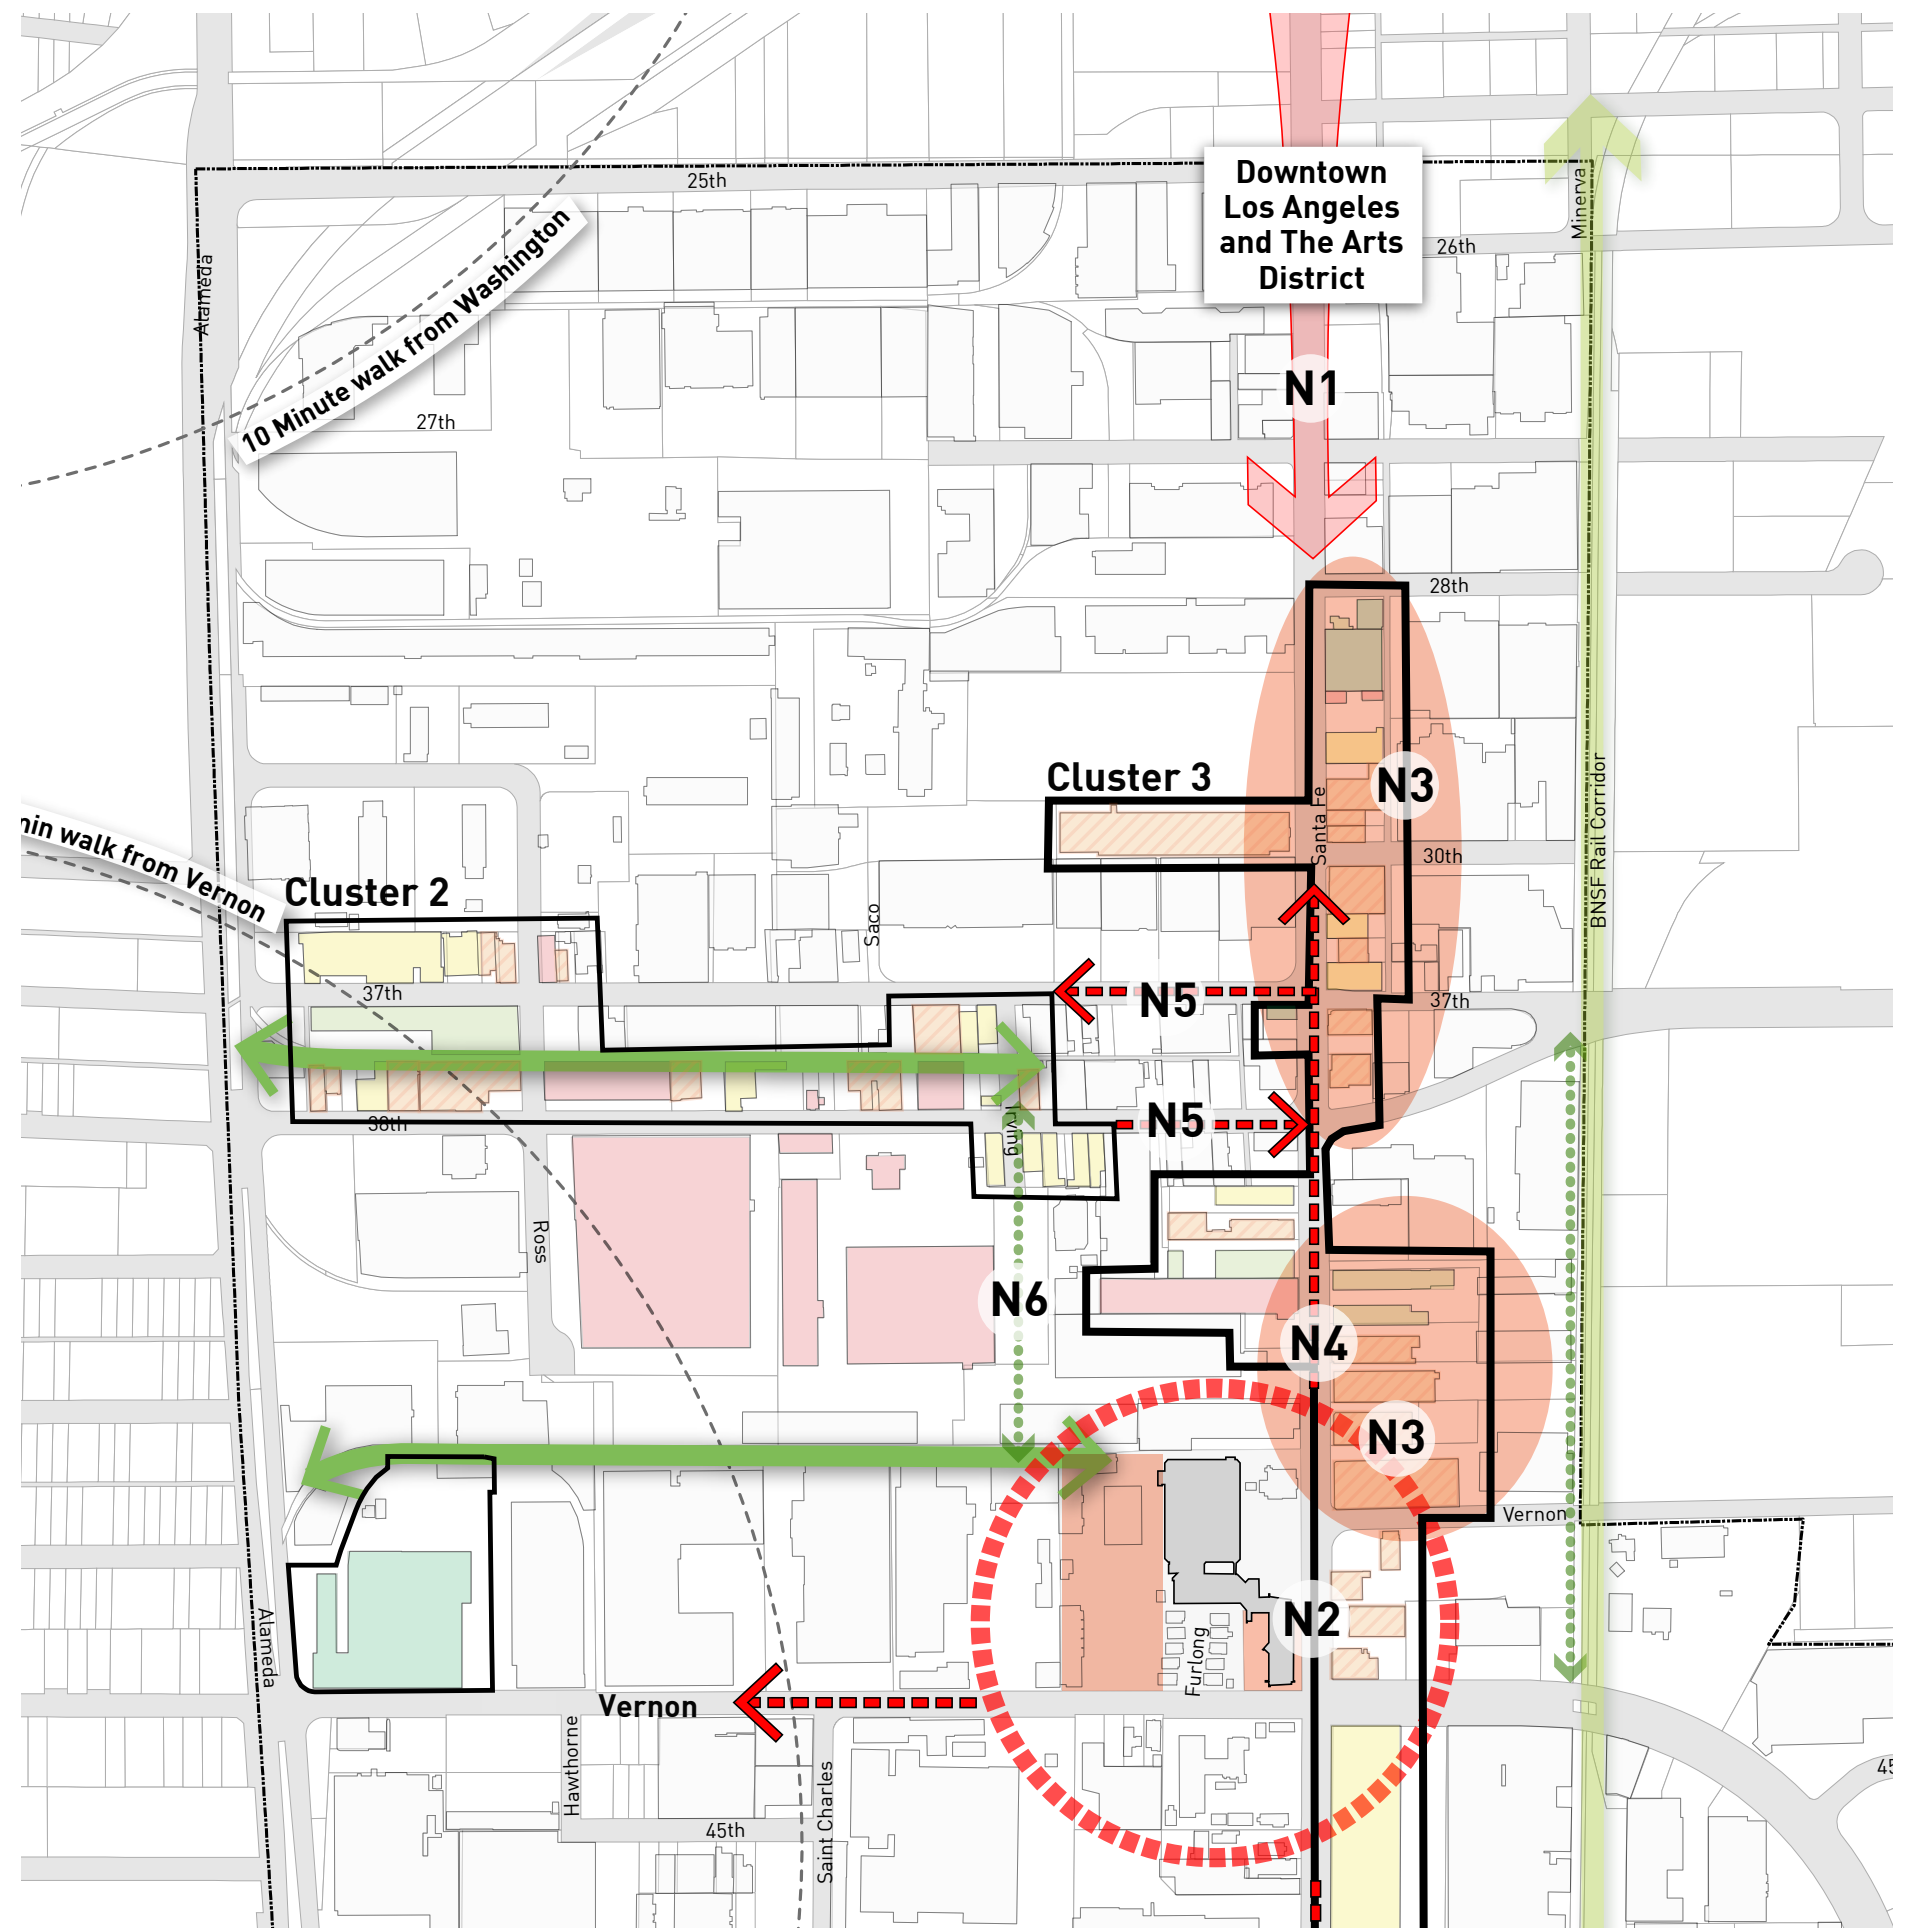 Downtown
Los Angeles
and The Arts
District
25th
Minerva
26th
Alameda
10 Minute walk from Washington
N1
27th
28th
Cluster 3
N3
Santa Fe
30th
BNSF Rail Corridor
min walk from Vernon
Cluster 2
Saco
37th
N5
37th
38th
N5
Irving
Ross
N6
N4
N3
Vernon
Alameda
Furlong
N2
Vernon
Hawthorne
Saint Charles
45th
45